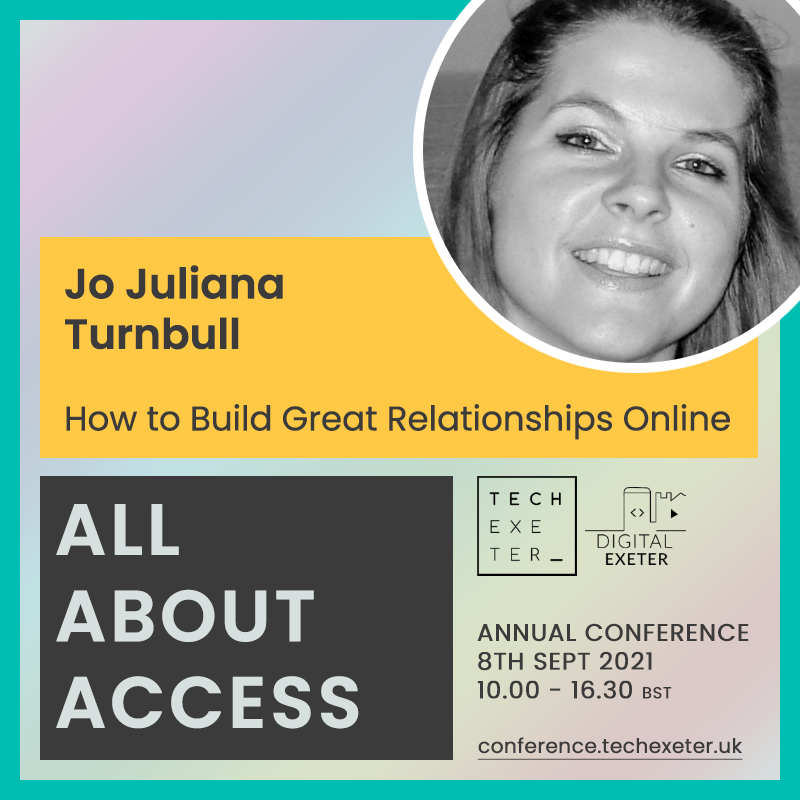 Jo Juliana
Turnbull
How to Build Great Relationships Online
ALL
ABOUT
ACCESS
TECH
EXE
TER_
DIGITAL
EXETER
ANNUAL CONFERENCE
8TH SEPT 2021
10.00 - 16.30 BST
conference.techexeter.uk